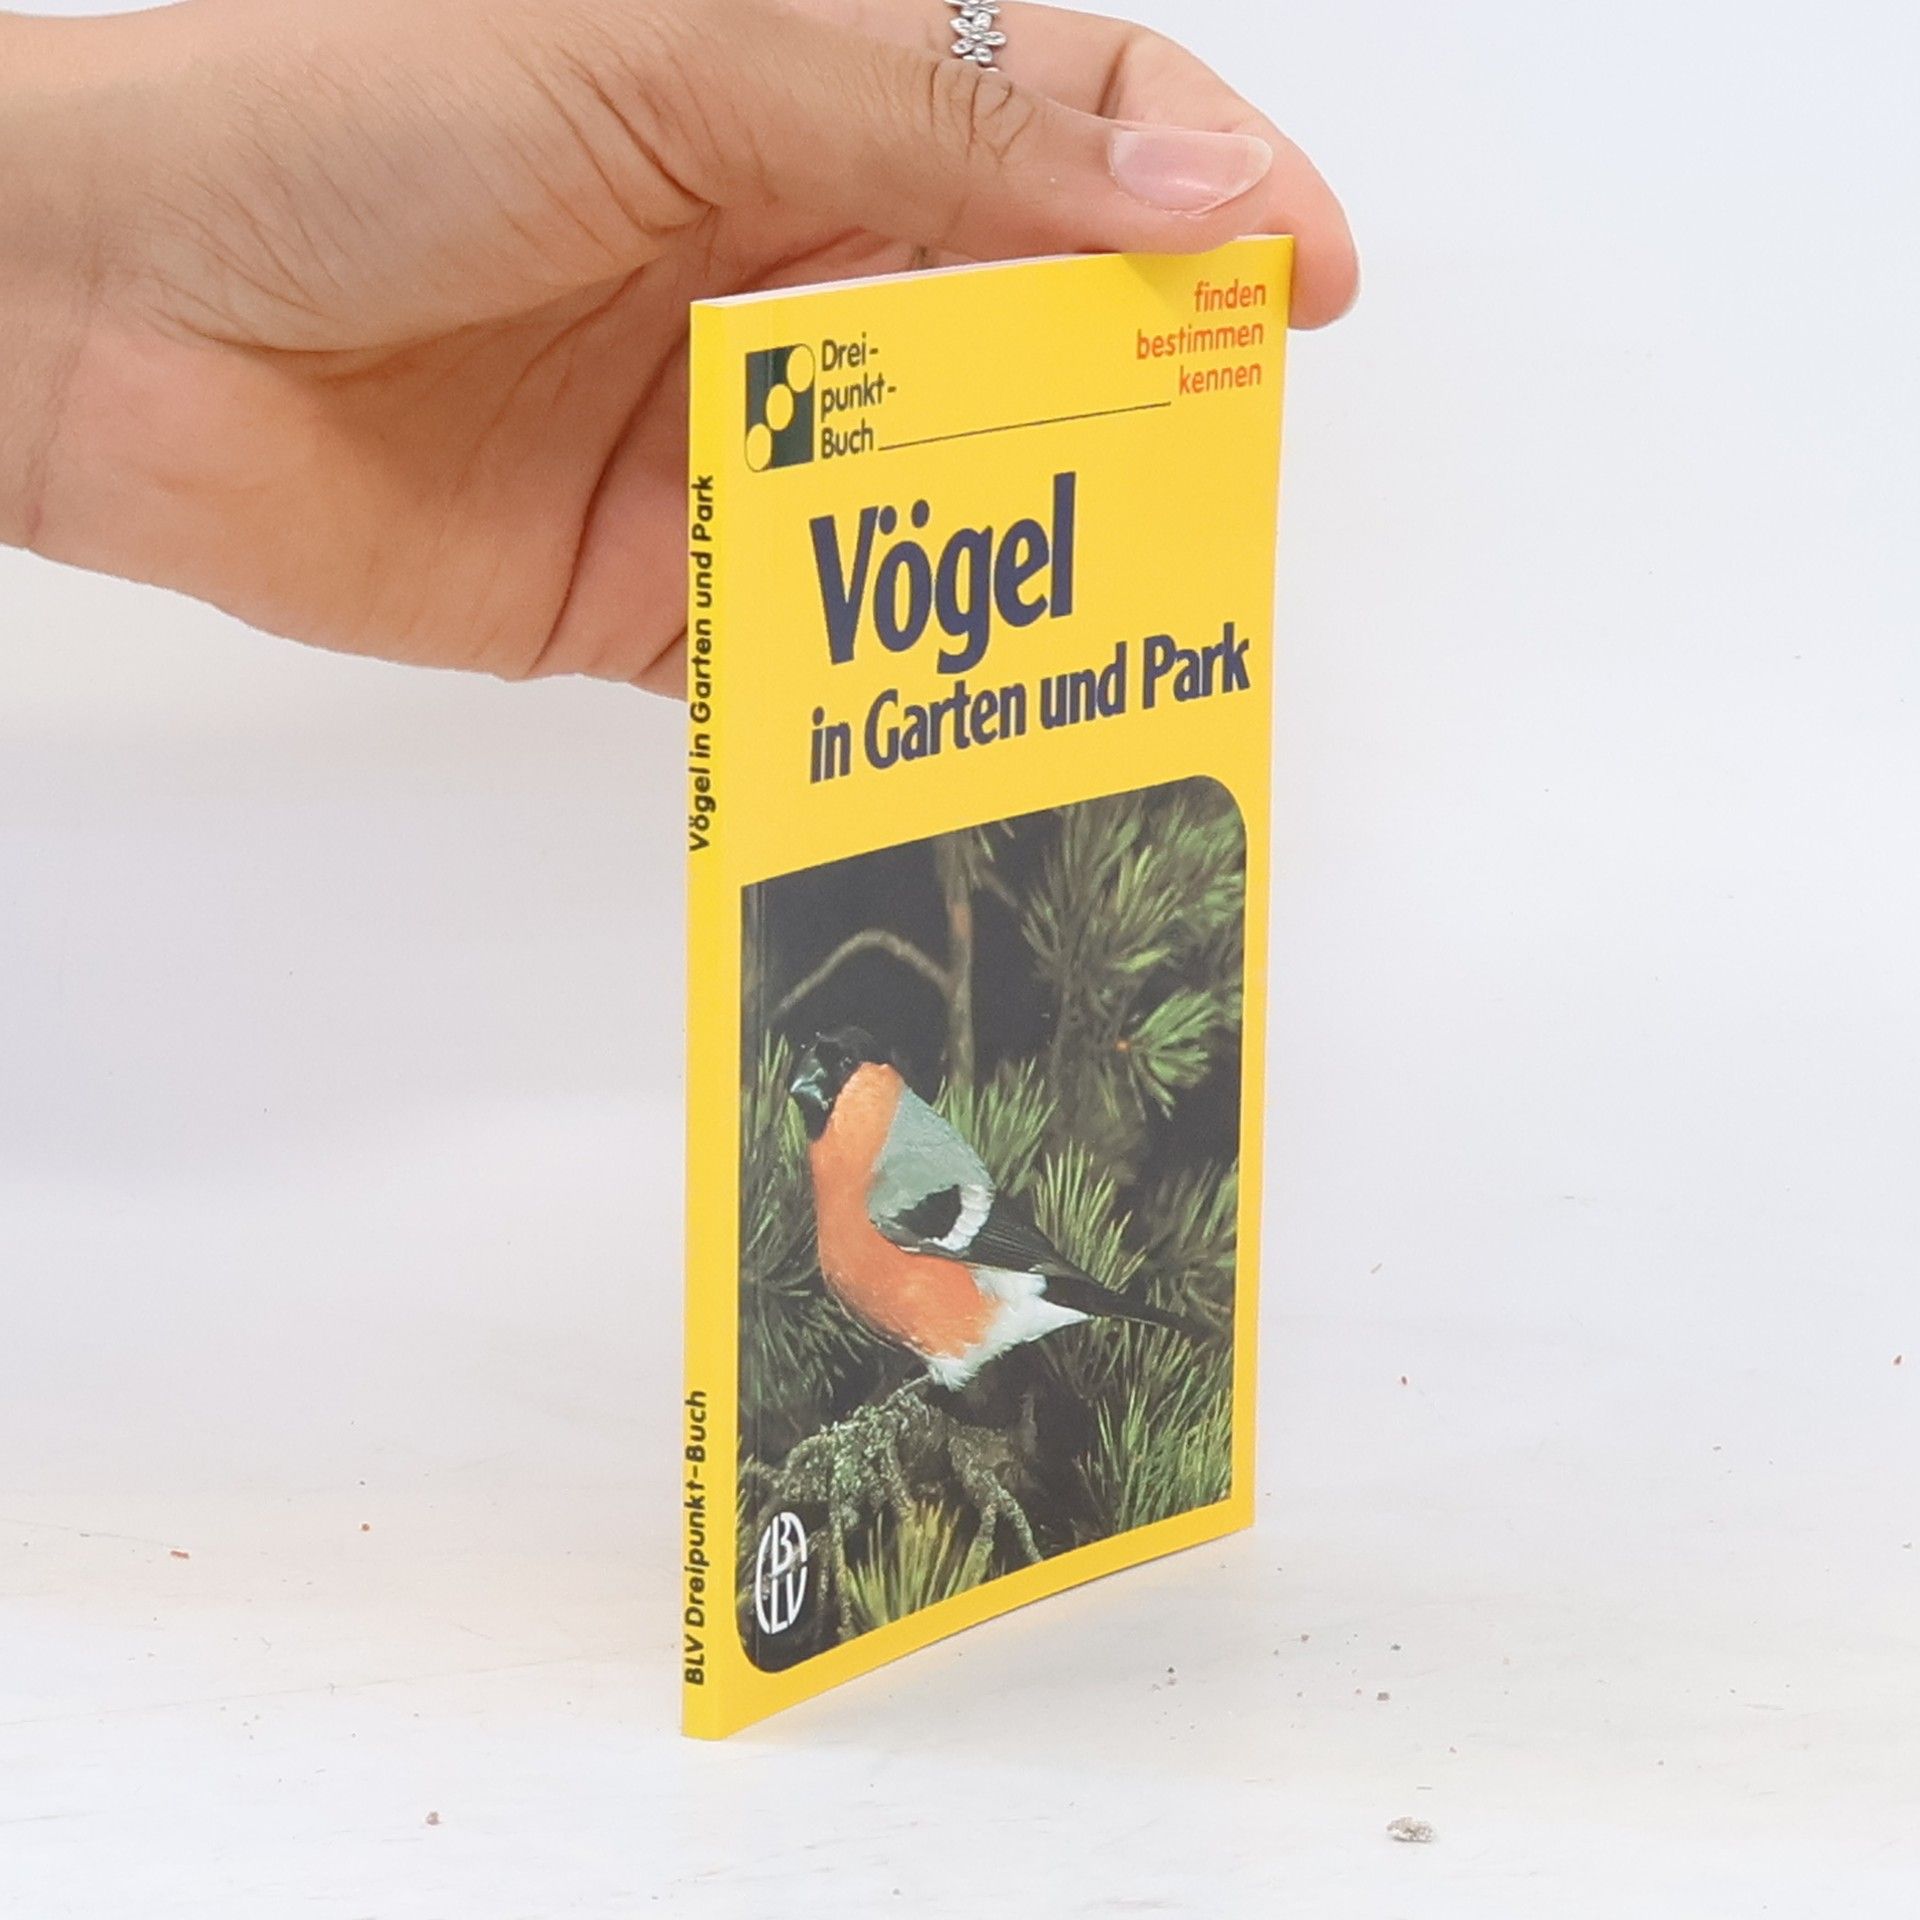 Drei-
punkt-
Buch
finden
bestimmen
kennen
Vögel
in Garten und Park
BLV
Vögel in Garten und Park
BLV Dreipunkt-Buch